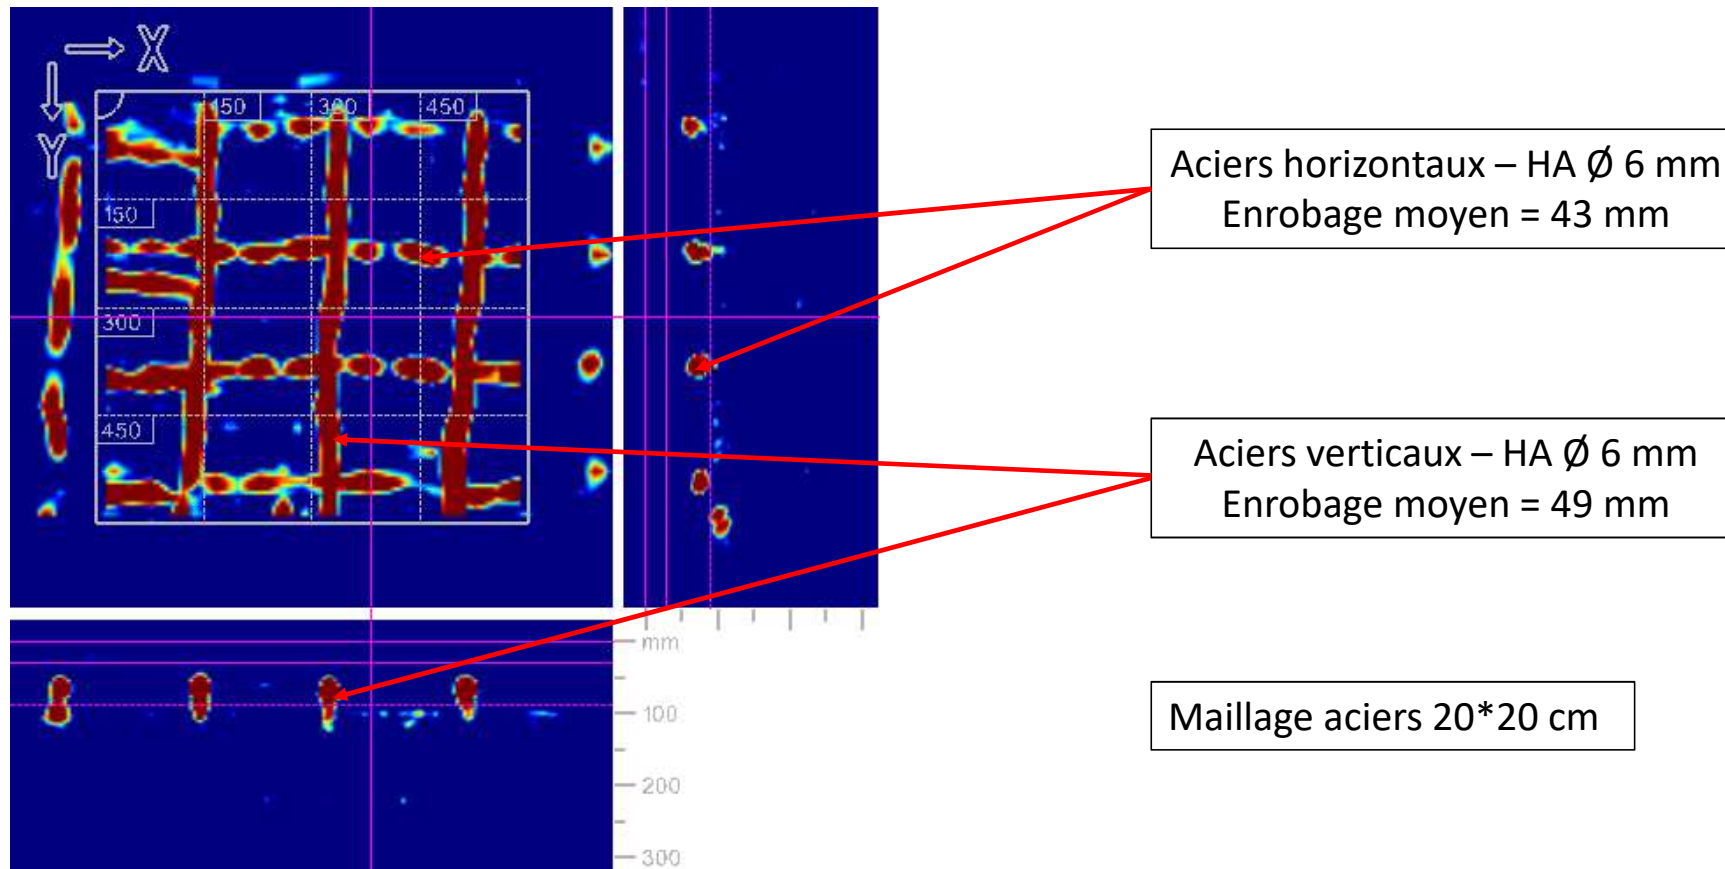 X
Y
150
300
450
150
300
450
Aciers horizontaux – HA Ø 6 mm
Enrobage moyen = 43 mm
Aciers verticaux – HA Ø 6 mm
Enrobage moyen = 49 mm
mm
100
200
300
Maillage aciers 20*20 cm